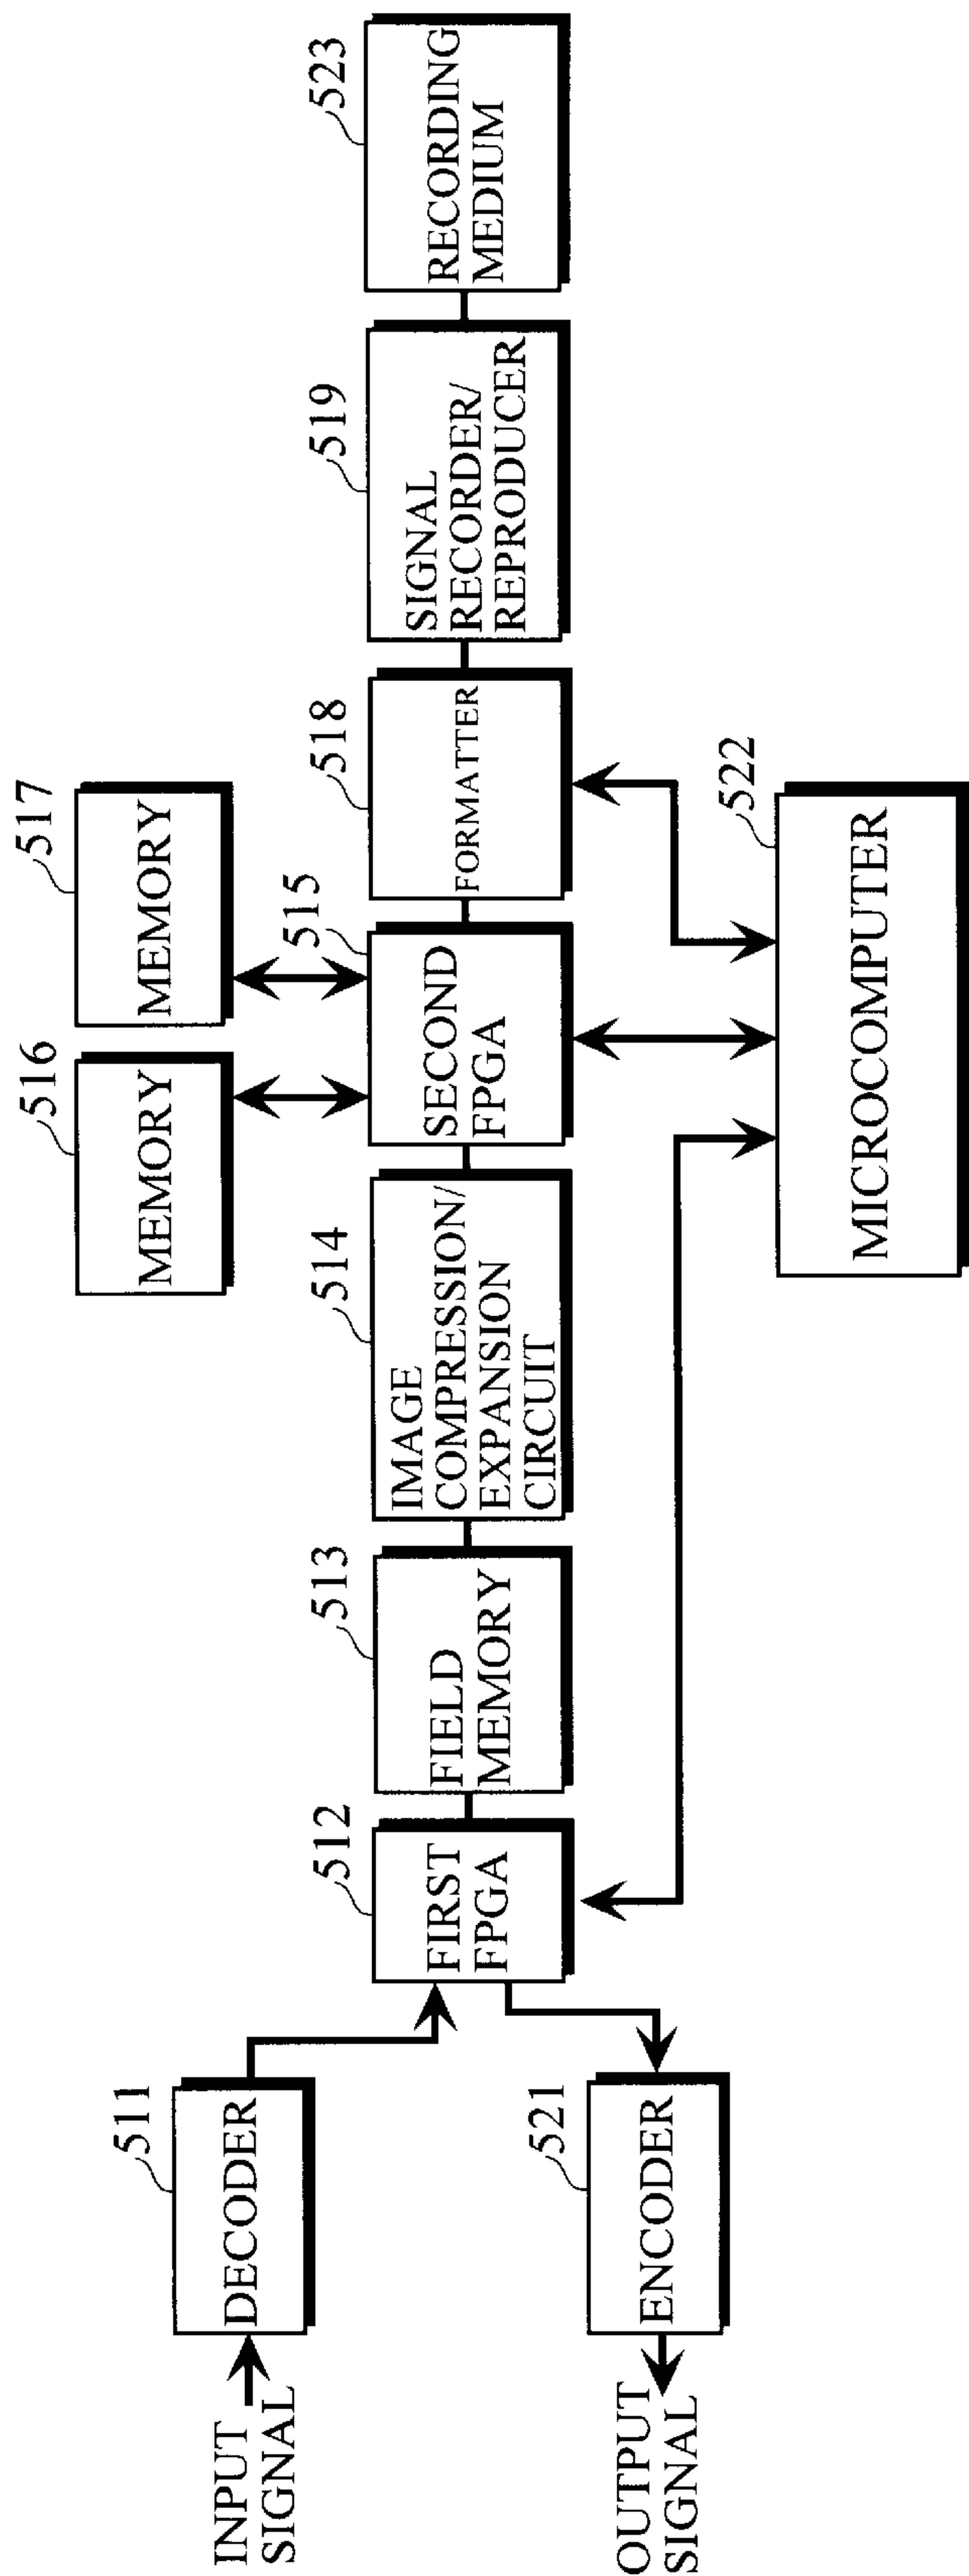 INPUT
SIGNAL
511
DECODER
OUTPUT
SIGNAL
521
ENCODER
512
FIRST
FPGA
513
FIELD
MEMORY
514
IMAGE
COMPRESSION/
EXPANSION
CIRCUIT
516
MEMORY
517
MEMORY
515
SECOND
FPGA
518
FORMATTER
519
SIGNAL
RECORDER/
REPRODUCER
523
RECORDING
MEDIUM
522
MICROCOMPUTER